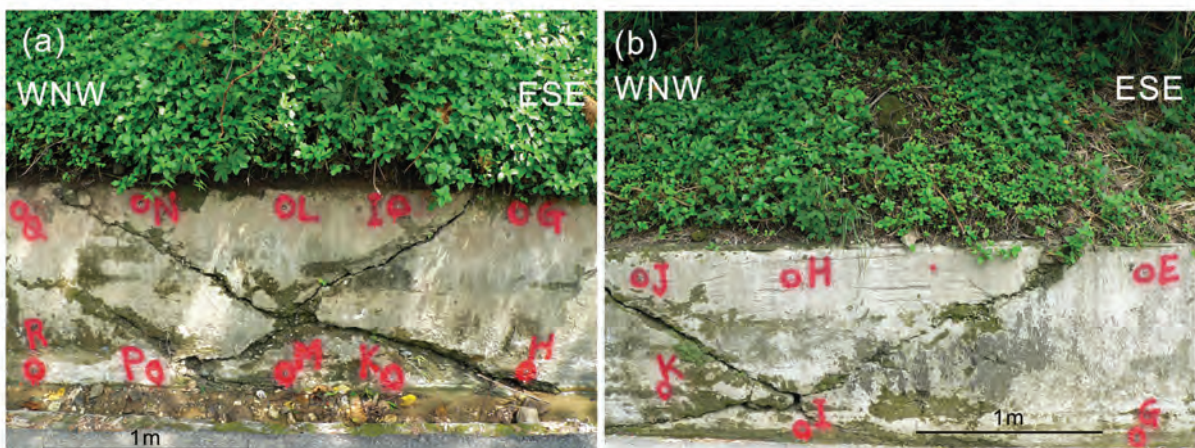 (a)
WNW ESE
Q N L I G
R P M K H
1m
(b)
WNW ESE
J H E
K I G
1m